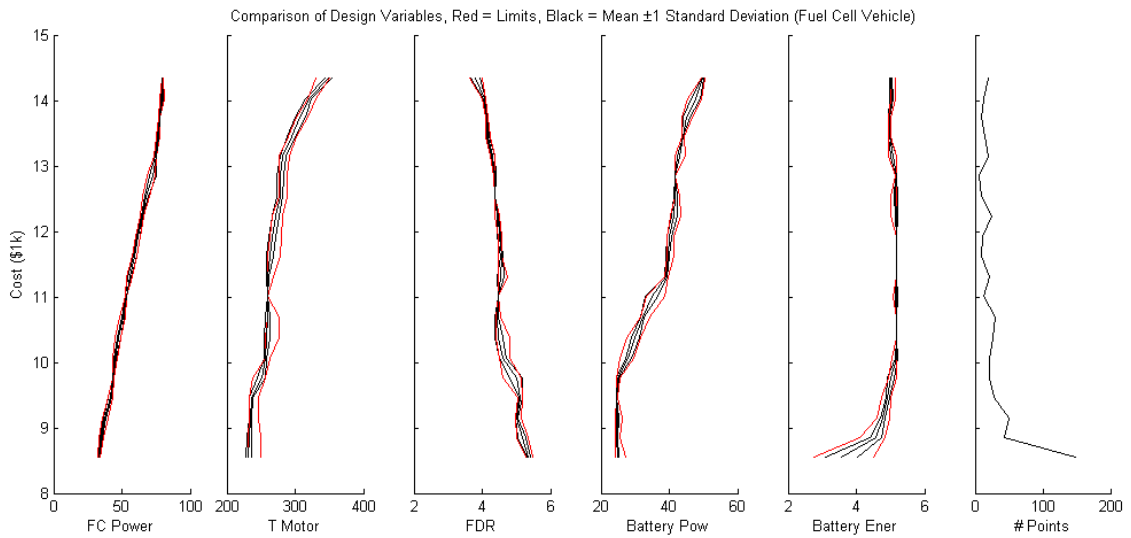 Comparison of Design Variables, Red = Limits, Black = Mean ±1 Standard Deviation (Fuel Cell Vehicle)
Cost ($1k)
15
14
13
12
11
10
9
8
0 50 100
FC Power
200 300 400
T Motor
2 4 6
FDR
20 40 60
Battery Pow
2 4 6
Battery Ener
0 100 200
# Points